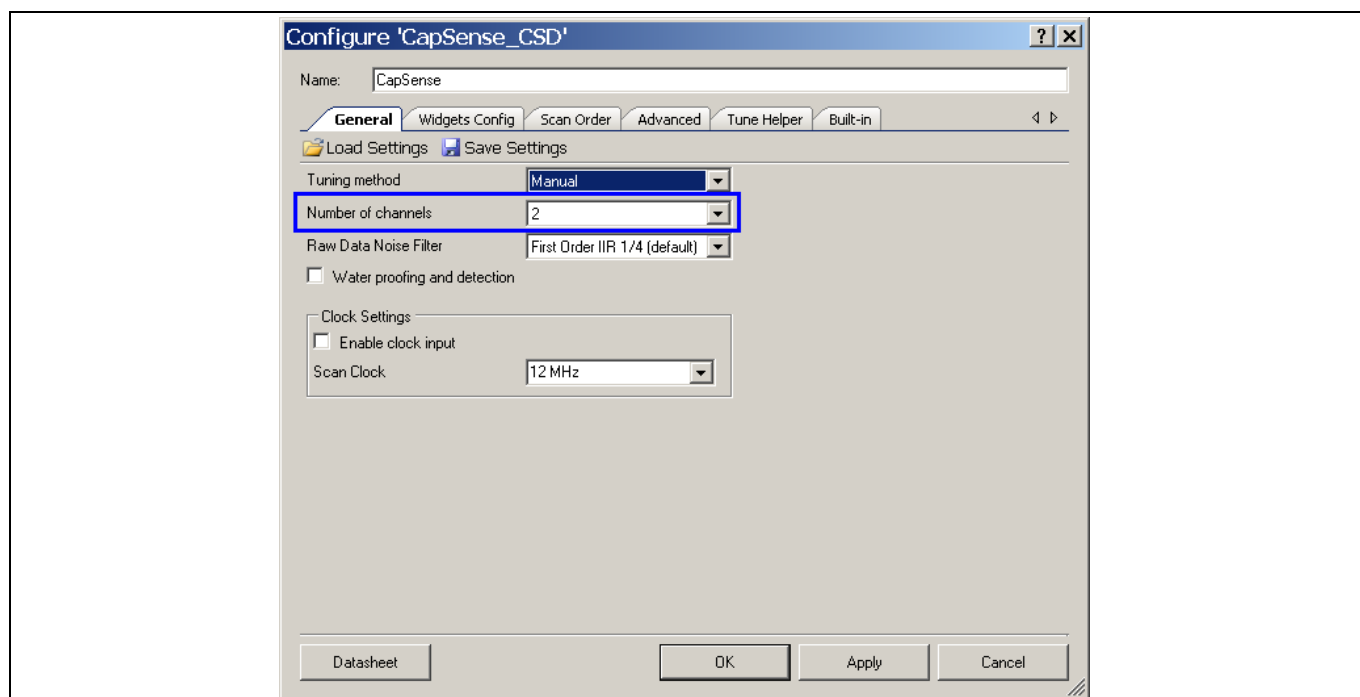 Configure 'CapSense_CSD'
? X
Name: CapSense
General Widgets Config Scan Order Advanced Tune Helper Built-in
Load Settings Save Settings
Tuning method Manual
Number of channels 2
Raw Data Noise Filter First Order IIR 1/4 (default)
Water proofing and detection
Clock Settings
Enable clock input
Scan Clock 12 MHz
Datasheet OK Apply Cancel